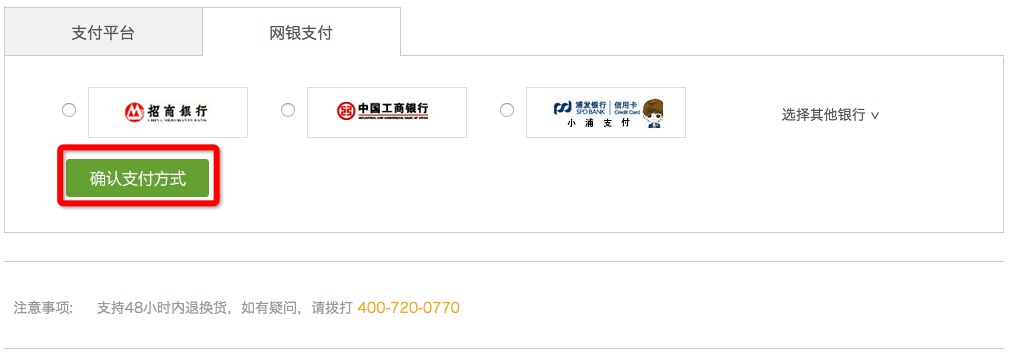 支付平台
网银支付
招商银行
CHINA MERCHANTS BANK
中国工商银行
INDUSTRIAL AND COMMERCIAL BANK OF CHINA
浦发银行 信用卡
SPD BANK Credit Card
小浦支付
选择其他银行
确认支付方式
注意事项: 支持48小时内退换货，如有疑问，请拨打 400-720-0770